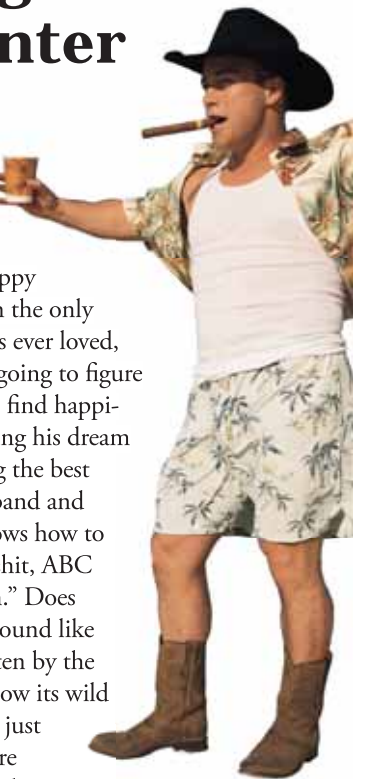 nter
ppy
n the only
s ever loved,
going to figure
find happi-
ng his dream
g the best
band and
ows how to
hit, ABC
.” Does
ound like
ten by the
ow its wild
just
re